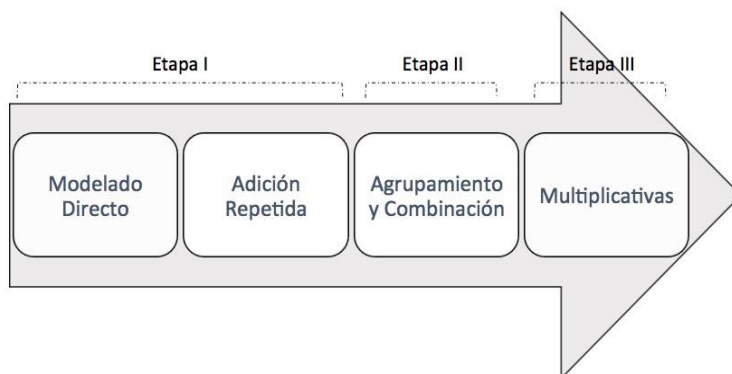 Etapa I
Etapa II
Etapa III
Modelado
Directo
Adición
Repetida
Agrupamiento
y Combinación
Multiplicativas